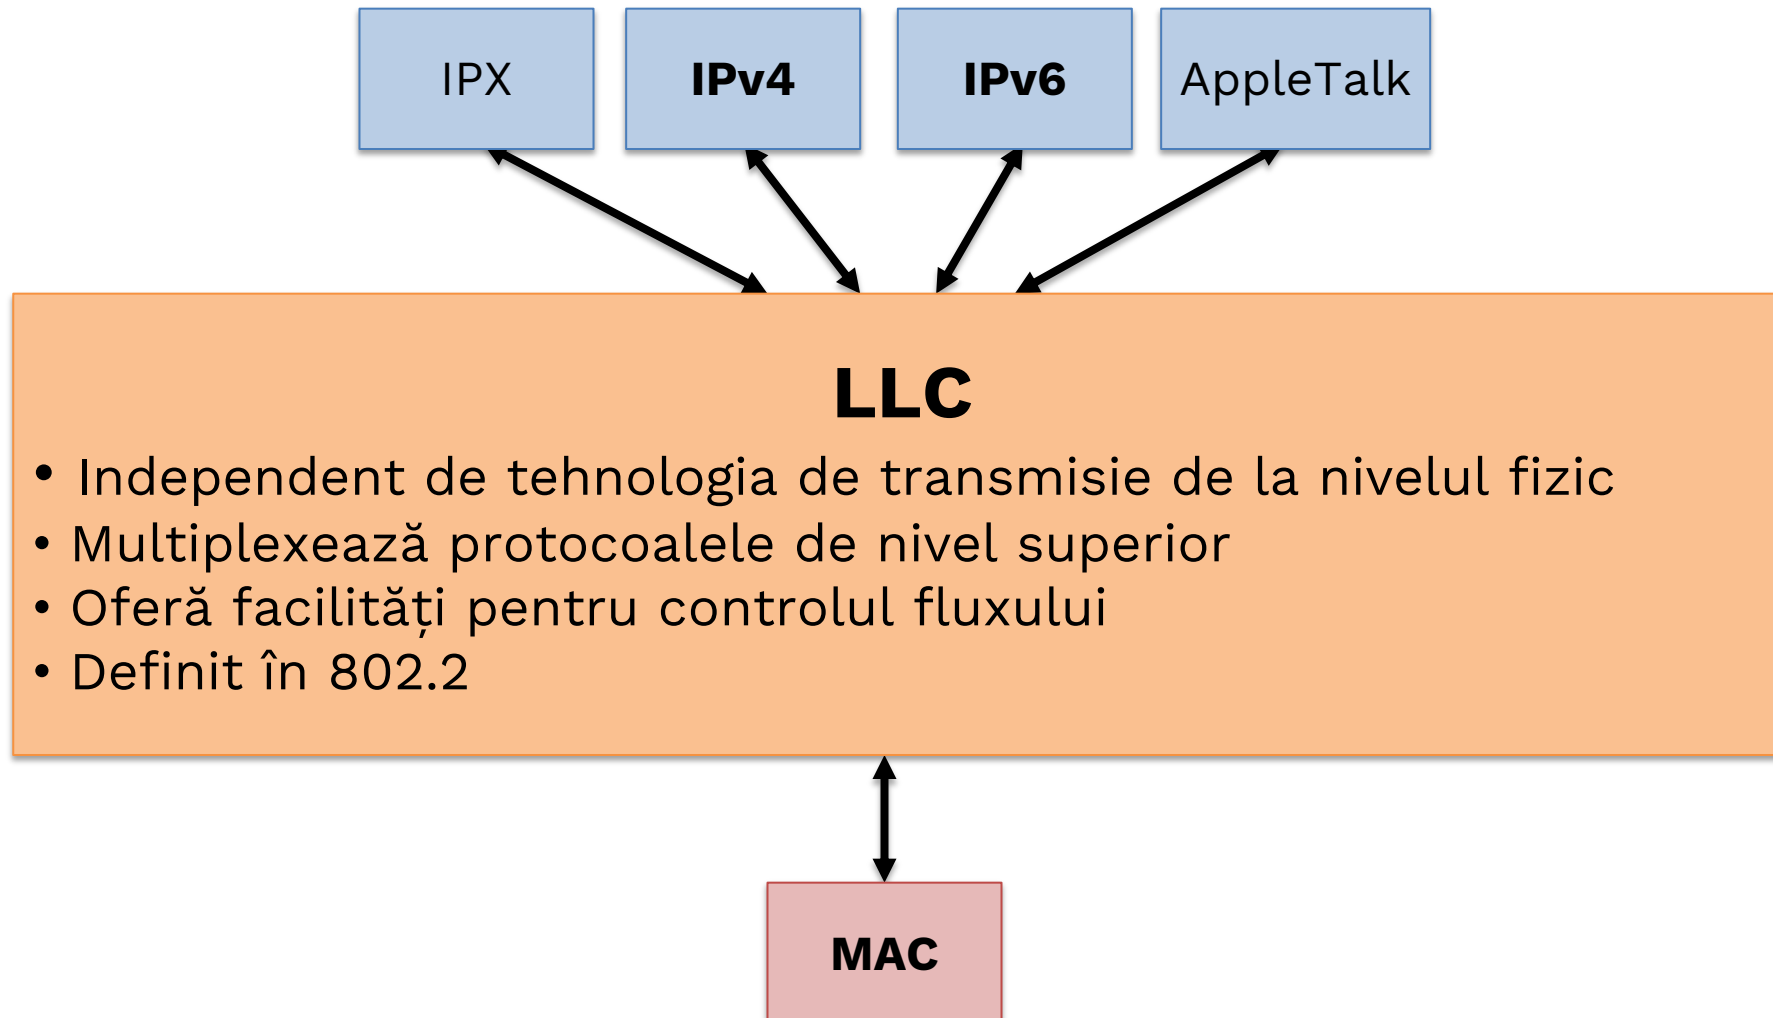 IPX
IPv4
IPv6
AppleTalk
LLC
• Independent de tehnologia de transmisie de la nivelul fizic
• Multiplexează protocoalele de nivel superior
• Oferă facilități pentru controlul fluxului
• Definit în 802.2
MAC